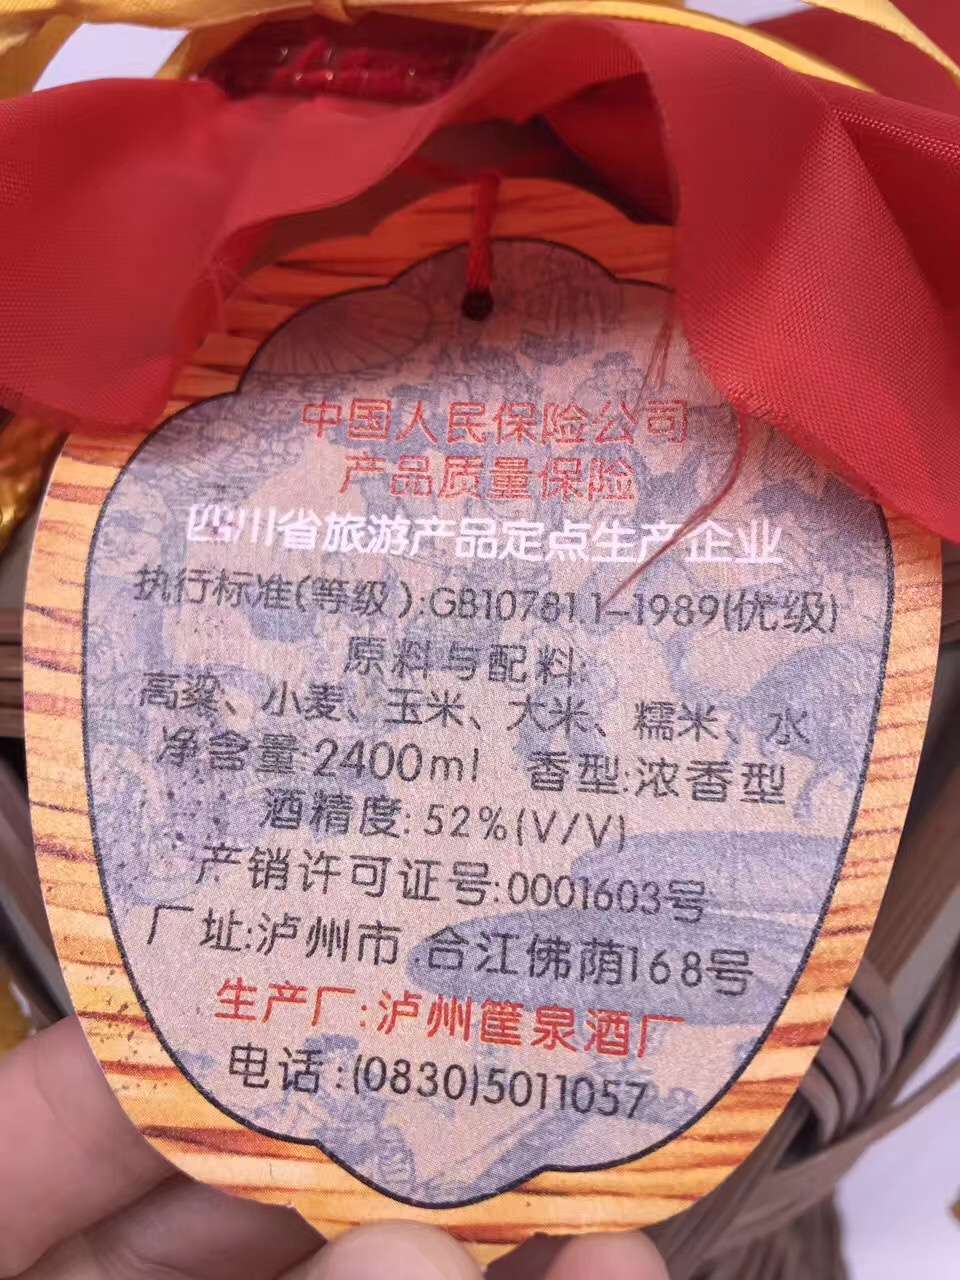 中国人民保险公司
产品质量保险
四川省旅游产品定点生产企业
执行标准(等级):GB10781.1-1989(优级)
原料与配料:
高粱、小麦、玉米、大米、糯米、水
净含量:2400ml 香型:浓香型
酒精度:52%(V/V)
产销许可证号:0001603号
厂址:泸州市.合江佛荫168号
生产厂:泸州筐泉酒厂
电话:(0830)5011057